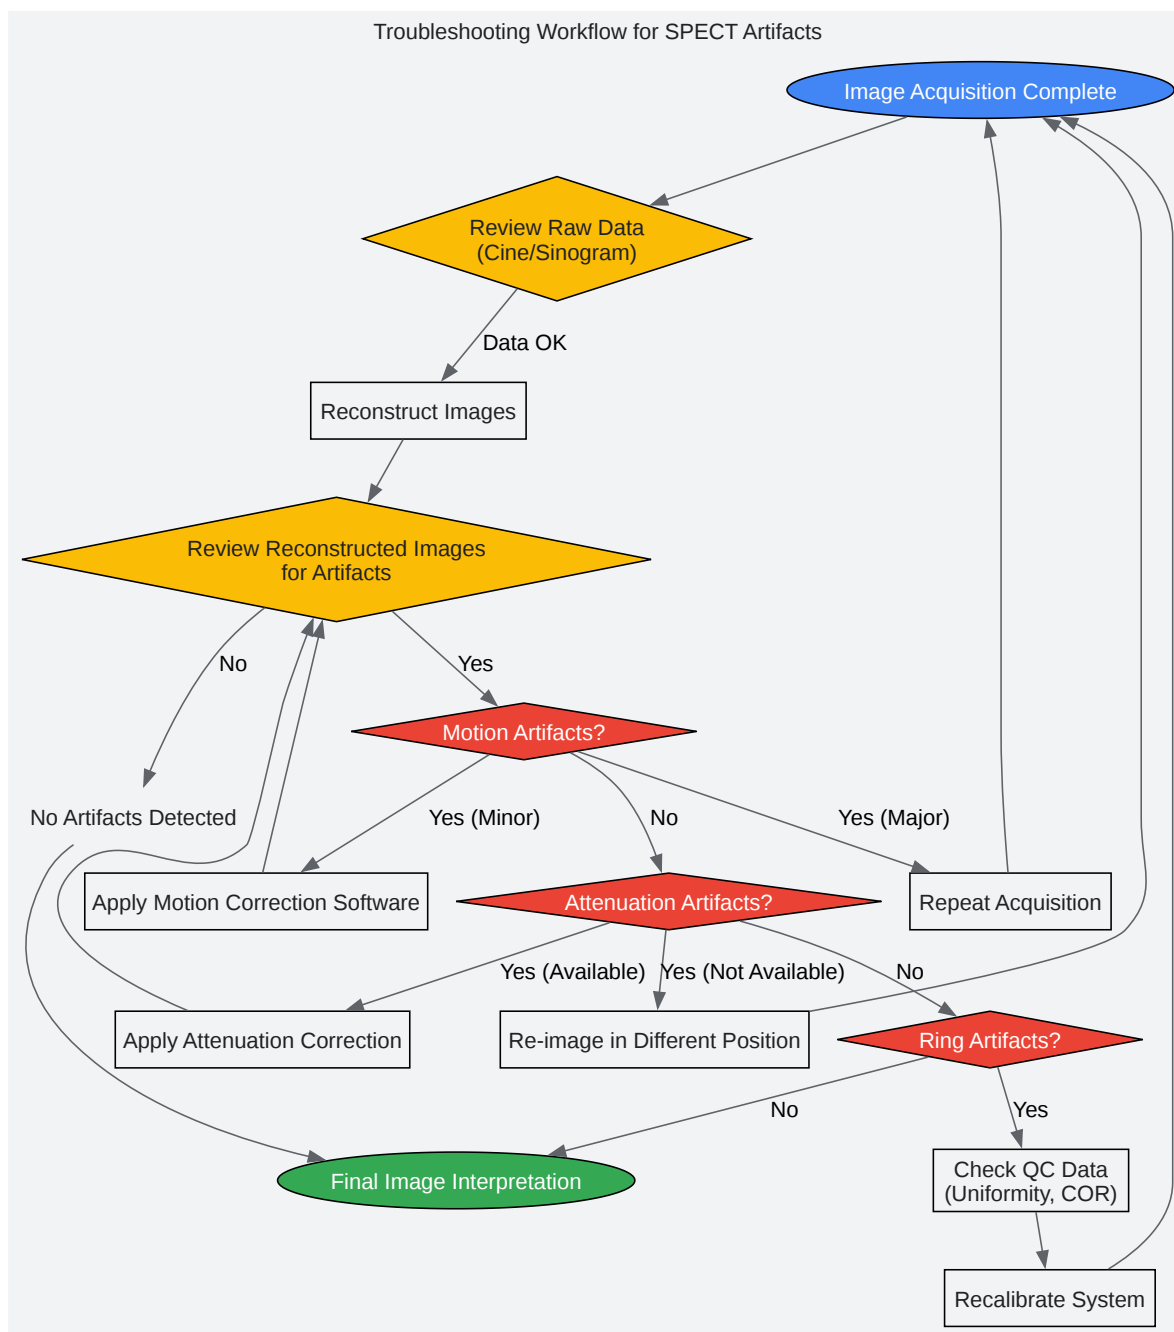 Troubleshooting Workflow for SPECT Artifacts
Image Acquisition Complete
Review Raw Data
(Cine/Sinogram)
Data OK
Reconstruct Images
Review Reconstructed Images
for Artifacts
No
Yes
Motion Artifacts?
No Artifacts Detected
Yes (Minor)
No
Yes (Major)
Apply Motion Correction Software
Attenuation Artifacts?
Repeat Acquisition
Yes (Available)
Yes (Not Available)
No
Apply Attenuation Correction
Re-image in Different Position
Ring Artifacts?
No
Yes
Final Image Interpretation
Check QC Data
(Uniformity, COR)
Recalibrate System